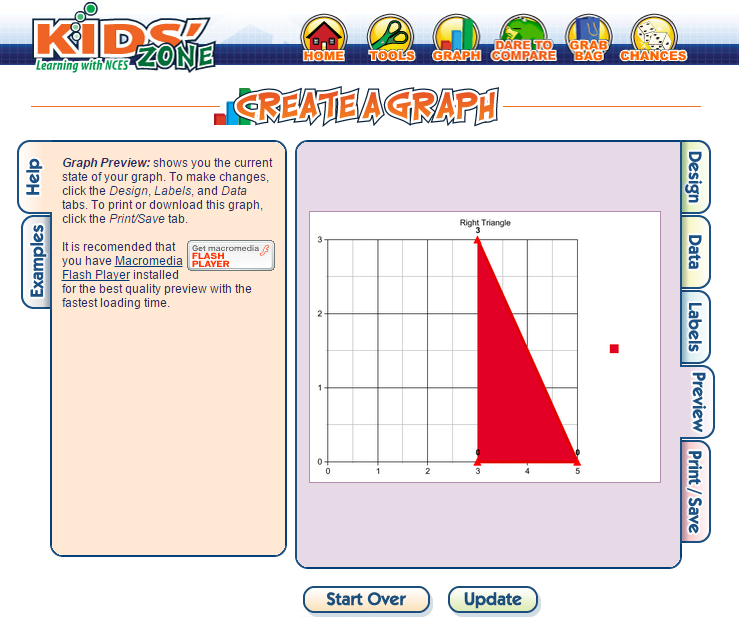 KiDS'
ZONE
Learning with NCES
HOME
TOOLS
GRAPH
DARE TO
COMPARE
GRAB
BAG
CHANCES
CREATE A GRAPH
Help
Examples
Graph Preview: shows you the current
state of your graph. To make changes,
click the Design, Labels, and Data
tabs. To print or download this graph,
click the Print/Save tab.
It is recomended that
you have Macromedia
Flash Player installed
for the best quality preview with the
fastest loading time.
Get macromedia
FLASH
PLAYER
Right Triangle
3
3
2
1
0
0
0
0 1 2 3 4 5
Design
Data
Labels
Preview
Print / Save
Start Over
Update